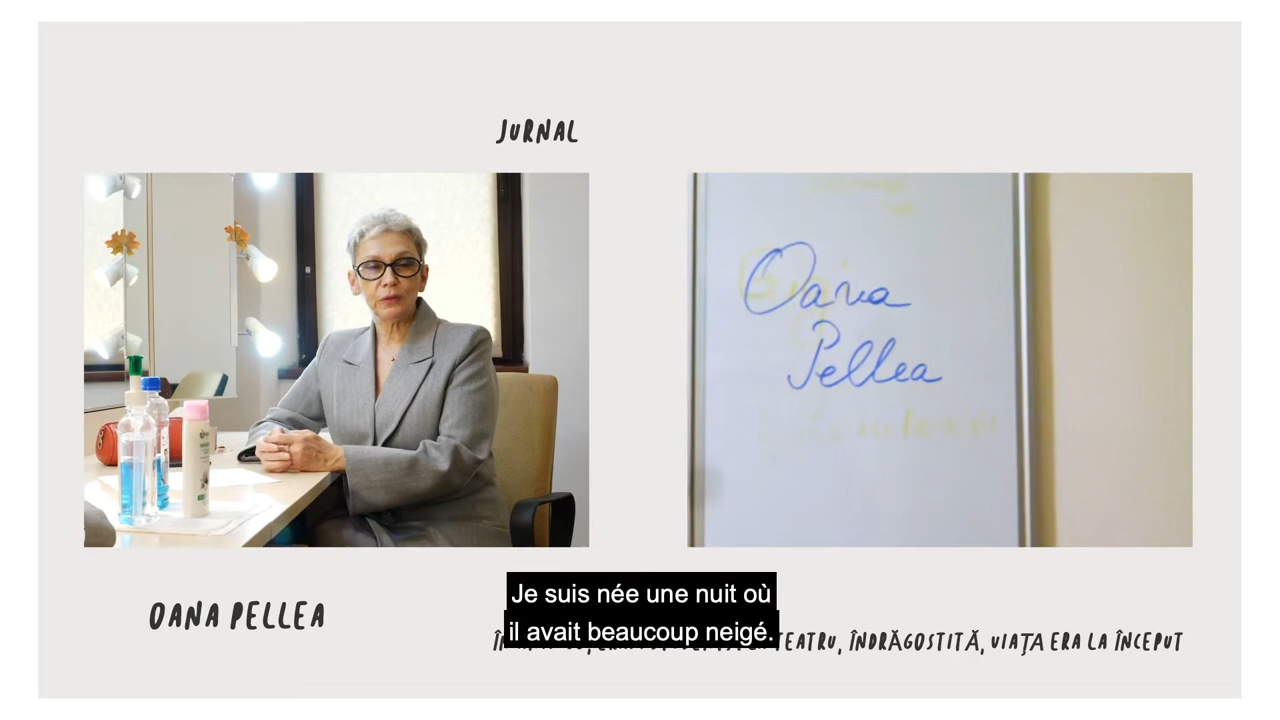 JURNAL
Oana
Pellea
OANA PELLEA
Je suis née une nuit où
il avait beaucoup neigé.
TEATRU, ÎNDRĂGOSTITĂ, VIAȚA ERA LA ÎNCEPUT